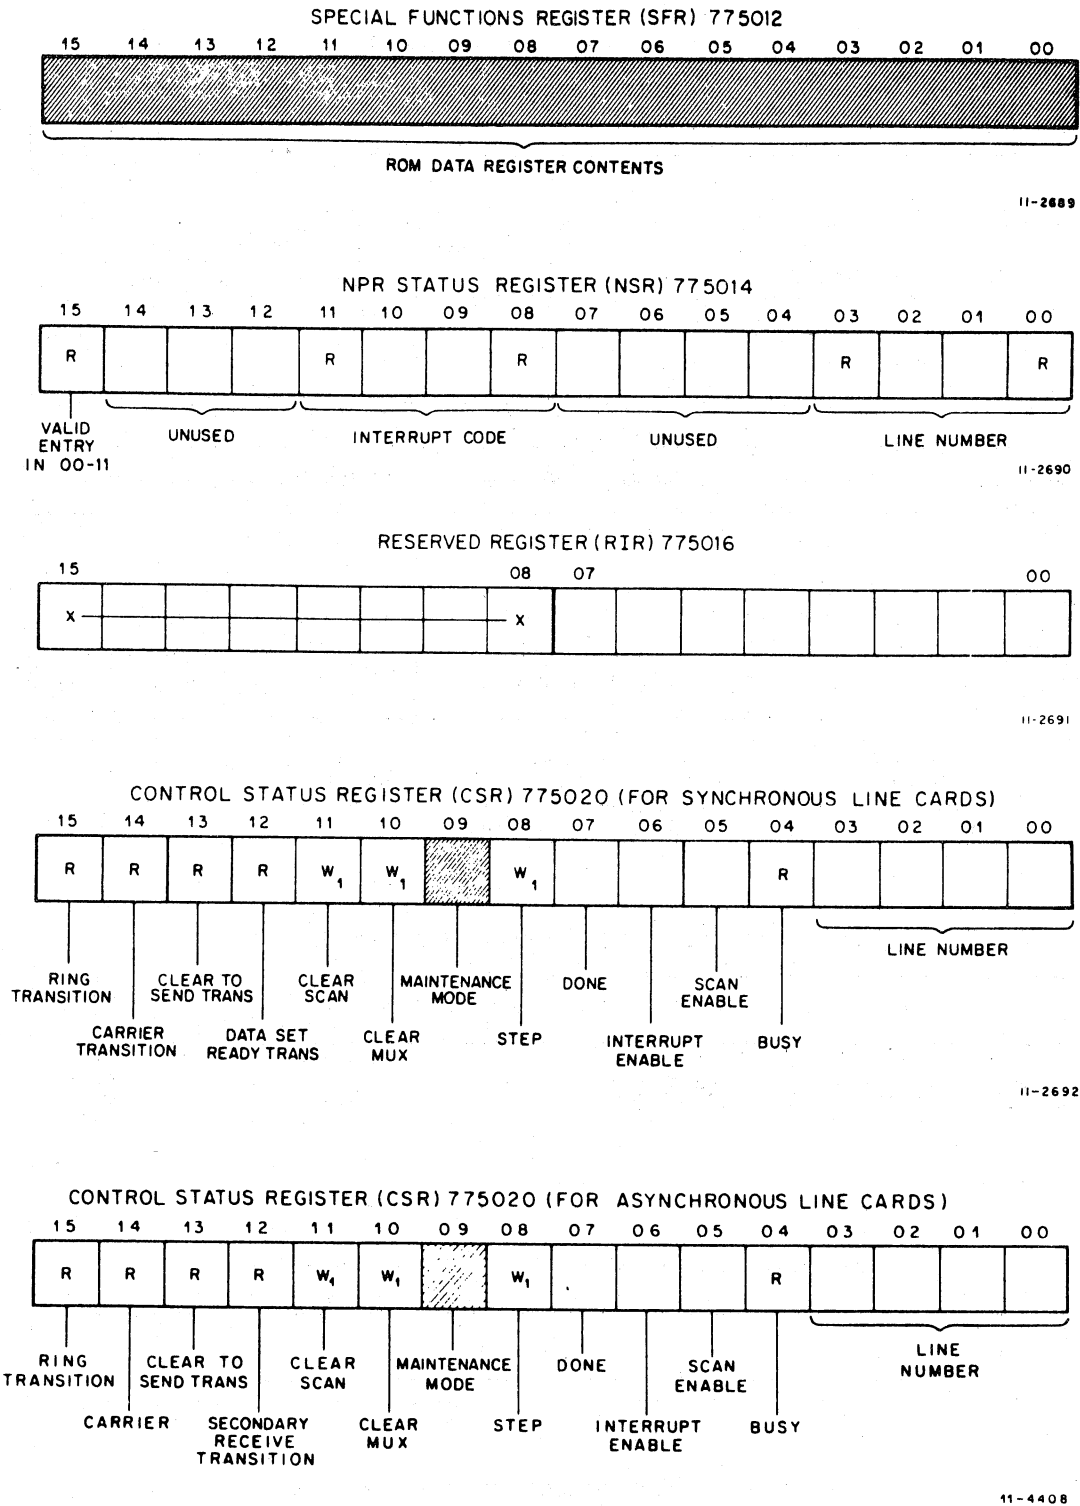 SPECIAL FUNCTIONS REGISTER (SFR) 775012
15 14 13 12 11 10 09 08 07 06 05 04 03 02 01 00
ROM DATA REGISTER CONTENTS
11-2689
NPR STATUS REGISTER (NSR) 775014
15 14 13 12 11 10 09 08 07 06 05 04 03 02 01 00
R R R R R
VALID ENTRY IN 00-11
UNUSED
INTERRUPT CODE
UNUSED
LINE NUMBER
11-2690
RESERVED REGISTER (RIR) 775016
15 08 07 00
X X
11-2691
CONTROL STATUS REGISTER (CSR) 775020 (FOR SYNCHRONOUS LINE CARDS)
15 14 13 12 11 10 09 08 07 06 05 04 03 02 01 00
R R R R W1 W1 W1 R
RING TRANSITION
CARRIER TRANSITION
CLEAR TO SEND TRANS
DATA SET READY TRANS
CLEAR SCAN
CLEAR MUX
MAINTENANCE MODE
STEP
DONE
INTERRUPT ENABLE
SCAN ENABLE
BUSY
LINE NUMBER
11-2692
CONTROL STATUS REGISTER (CSR) 775020 (FOR ASYNCHRONOUS LINE CARDS)
15 14 13 12 11 10 09 08 07 06 05 04 03 02 01 00
R R R R W1 W1 W1 R
RING TRANSITION
CARRIER
CLEAR TO SEND TRANS
SECONDARY RECEIVE TRANSITION
CLEAR SCAN
CLEAR MUX
MAINTENANCE MODE
STEP
DONE
INTERRUPT ENABLE
SCAN ENABLE
BUSY
LINE NUMBER
11-4408